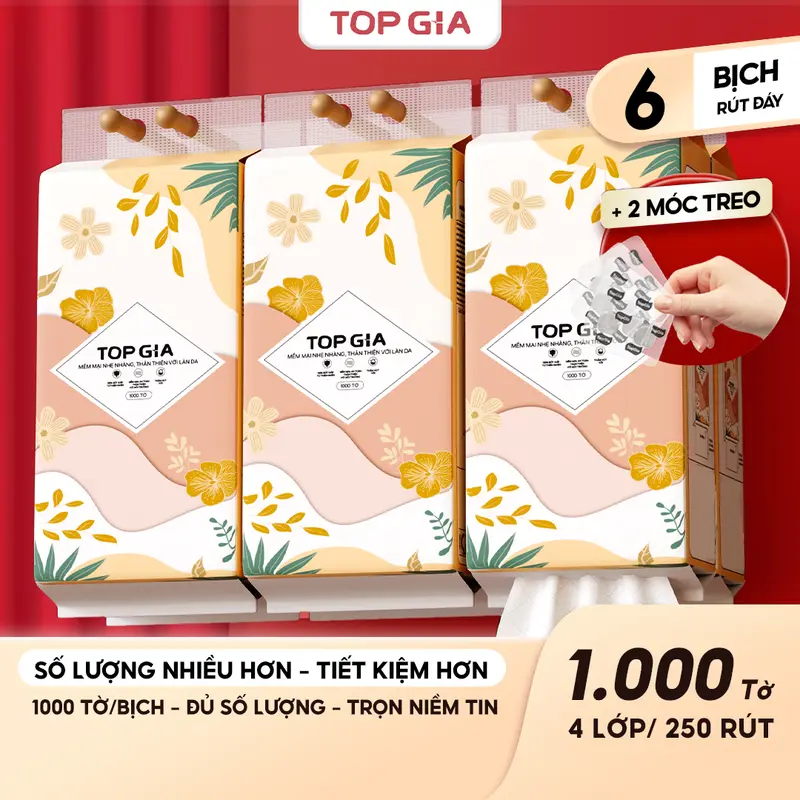 TOP GIA
6
BỊCH
RÚT ĐÁY
+ 2 MÓC TREO
TOP GIA
MỀM MẠI NHẸ NHÀNG, THÂN THIỆN VỚI LÀN DA
1000 TỜ
TOP GIA
MỀM MẠI NHẸ NHÀNG, THÂN THIỆN VỚI LÀN DA
1000 TỜ
TOP GIA
MỀM MẠI NHẸ NHÀNG, THÂN THIỆN VỚI LÀN DA
1000 TỜ
SỐ LƯỢNG NHIỀU HƠN - TIẾT KIỆM HƠN
1000 TỜ/BỊCH - ĐỦ SỐ LƯỢNG - TRỌN NIỀM TIN
1.000 Tờ
4 LỚP/ 250 RÚT